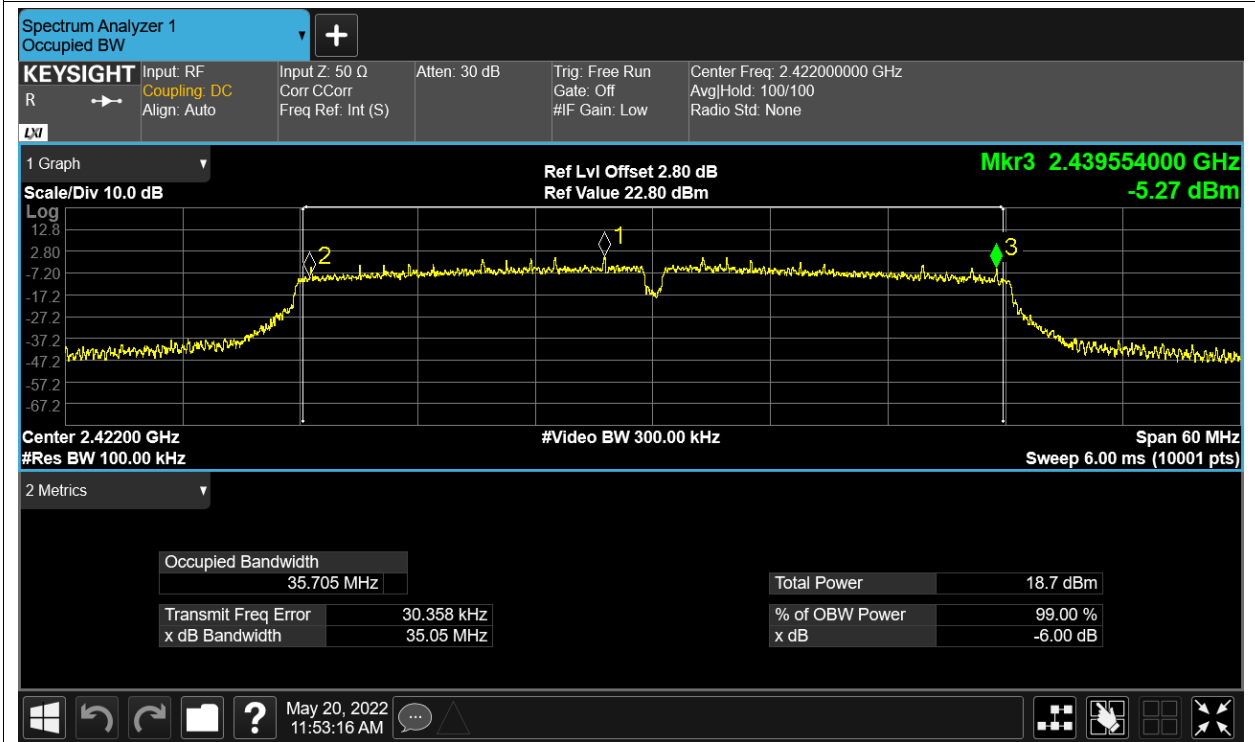 Spectrum Analyzer 1
Occupied BW
KEYSIGHT
R
LXI
Input: RF
Coupling: DC
Align: Auto
Input Z: 50 Ω
Corr CCorr
Freq Ref: Int (S)
Atten: 30 dB
Trig: Free Run
Gate: Off
#IF Gain: Low
Center Freq: 2.422000000 GHz
Avg|Hold: 100/100
Radio Std: None
1 Graph
Scale/Div 10.0 dB
Ref Lvl Offset 2.80 dB
Ref Value 22.80 dBm
Mkr3 2.439554000 GHz
-5.27 dBm
Log
12.8
2.80
-7.20
-17.2
-27.2
-37.2
-47.2
-57.2
-67.2
2
1
3
Center 2.42200 GHz
#Res BW 100.00 kHz
#Video BW 300.00 kHz
Span 60 MHz
Sweep 6.00 ms (10001 pts)
2 Metrics
Occupied Bandwidth
35.705 MHz
Transmit Freq Error 30.358 kHz
x dB Bandwidth 35.05 MHz
Total Power 18.7 dBm
% of OBW Power 99.00 %
x dB -6.00 dB
?
May 20, 2022
11:53:16 AM